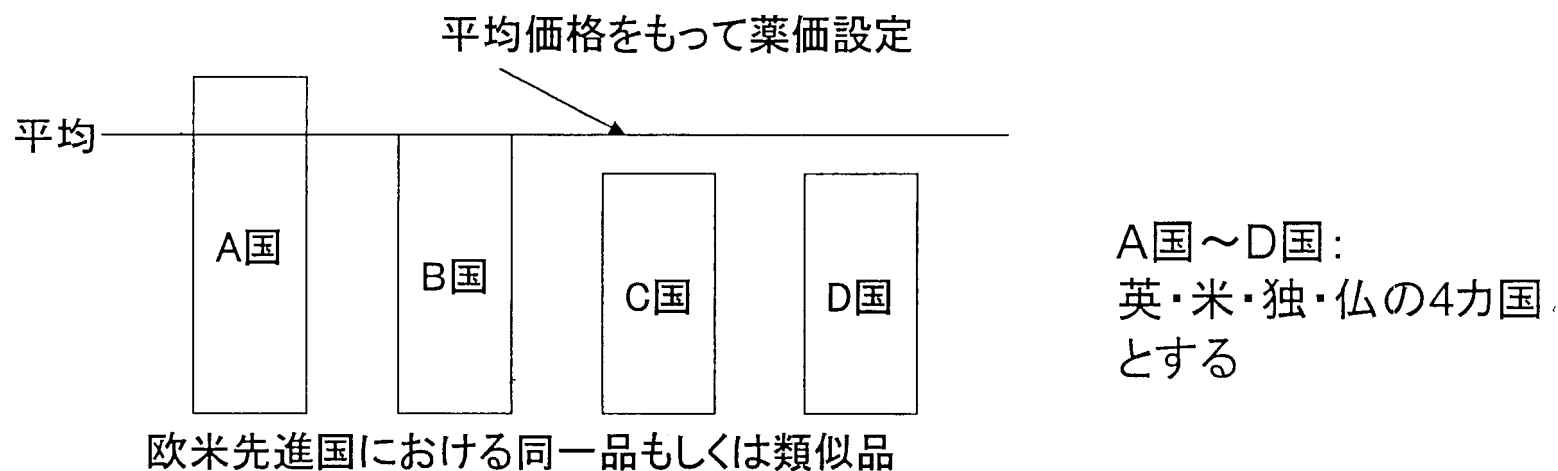 平均価格をもって薬価設定
平均
A国
B国
C国
D国
A国～D国：
英・米・独・仏の4カ国
とする
欧米先進国における同一品もしくは類似品